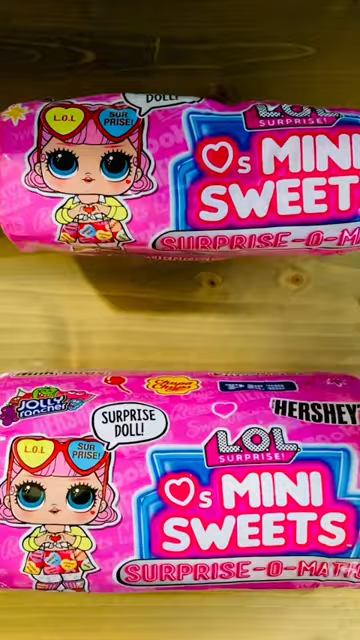 DOLL!
L.O.L
SUR
PRISE!
L.O.L
SURPRISE!
s MINI
SWEET
SURPRISE-O-MA
JOLLY
rancher
Chupa
Chups
HERSHEY
SURPRISE
DOLL!
L.O.L
SUR
PRISE!
L.O.L
SURPRISE!
s MINI
SWEETS
SURPRISE-O-MATI